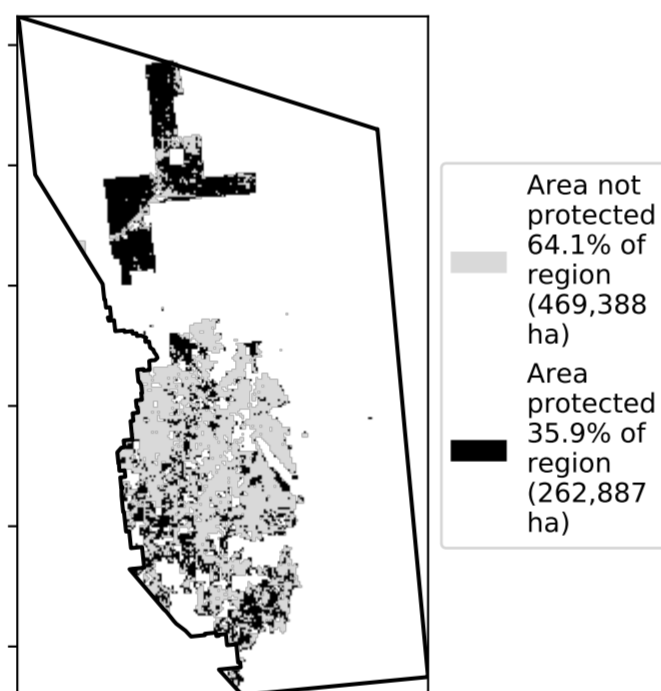 Area not
protected
64.1% of
region
(469,388
ha)
Area
protected
35.9% of
region
(262,887
ha)